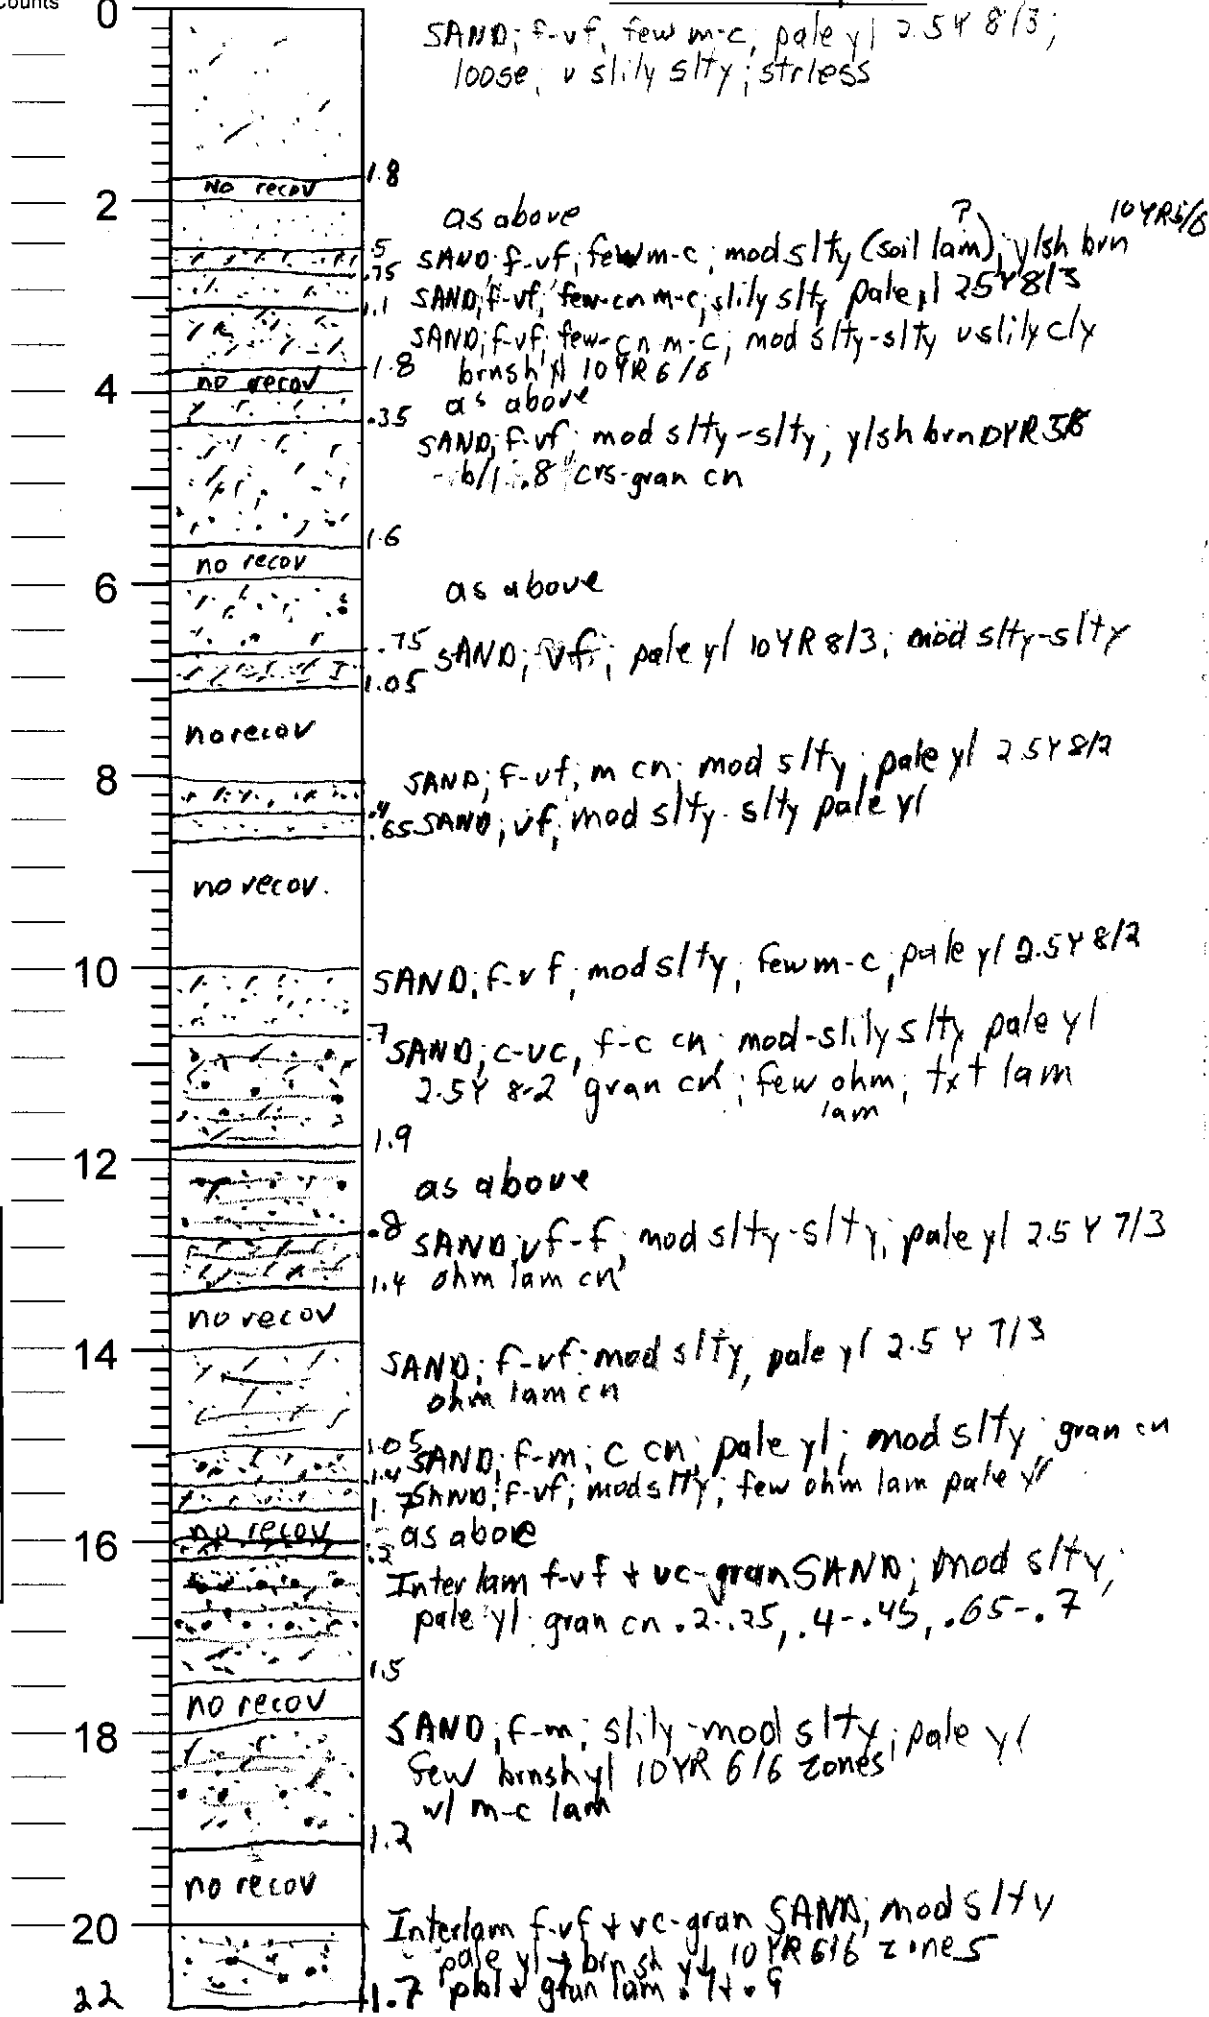 Counts
0
SAND; f-vf, few m-c, pale yl 2.5Y 8/3;
loose; v slily slty; strless
1.8
No recov
2
as above
?
10YR5/6
.5
SAND; f-vf; few m-c; mod slty (soil lam); ylsh brn
.75
SAND; f-vf; few-cn m-c; slily slty pale yl 2.5Y8/3
1.1
SAND; f-vf; few-cn m-c; mod slty-slty v slily cly
1.8
brnsh yl 10YR 6/6
no recov
4
as above
.35
SAND; f-vf; mod slty-slty, ylsh brn
crs-gran cn
1.6
no recov
6
as above
.75
SAND; vf; pale yl 10YR 8/3; mod slty-slty
1.05
no recov
8
SAND; f-vf; m cn; mod slty; pale yl 2.5Y 8/2
.4
.65 SAND; vf; mod slty-slty pale yl
no recov.
10
SAND; f-vf; mod slty; few m-c, pale yl 2.5Y 8/2
.7
SAND; c-vc, f-c cn; mod-slily slty pale yl
2.5Y 8-2 gran cn; few ohm; txt lam
lam
1.9
12
as above
.8
SAND; vf-f; mod slty-slty; pale yl 2.5Y 7/3
1.4 ohm lam cn
no recov
14
SAND; f-vf; mod slty, pale yl 2.5Y 7/3
ohm lam cn
1.05
SAND; f-m; c cn; pale yl; mod slty; gran cn
1.4
SAND; f-vf; mod slty; few ohm lam pale yl
1.7
no recov
as above
16
.2
Inter lam f-vf + vc-gran SAND; mod slty;
pale yl gran cn .2-.25, .4-.45, .65-.7
1.5
no recov
18
SAND; f-m; slily-mod slty; pale yl
few brnsh yl 10YR 6/6 zones
w/ m-c lam
1.2
no recov
20
Interlam f-vf + vc-gran SAND; mod slty
pale yl → brnsh yl 10YR 6/6 zones
22
1.7 pbl + gran lam